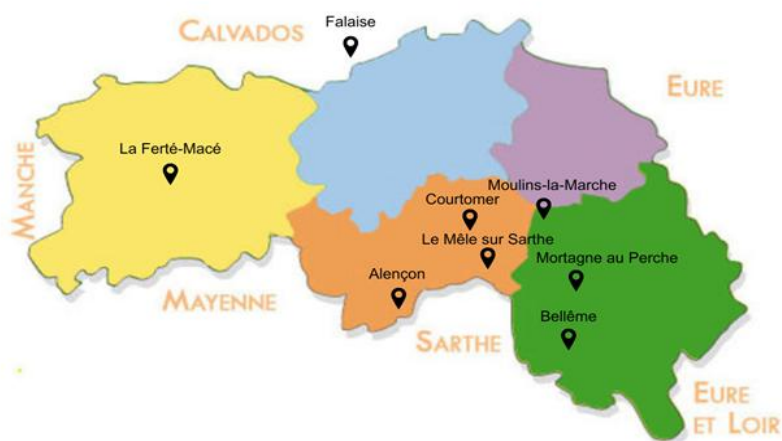 Falaise
CALVADOS
EURE
La Ferté-Macé
MANCHE
Moulins-la-Marche
Courtomer
Le Mêle sur Sarthe
Mortagne au Perche
Alençon
MAYENNE
Bellême
SARTHE
EURE
ET LOIR